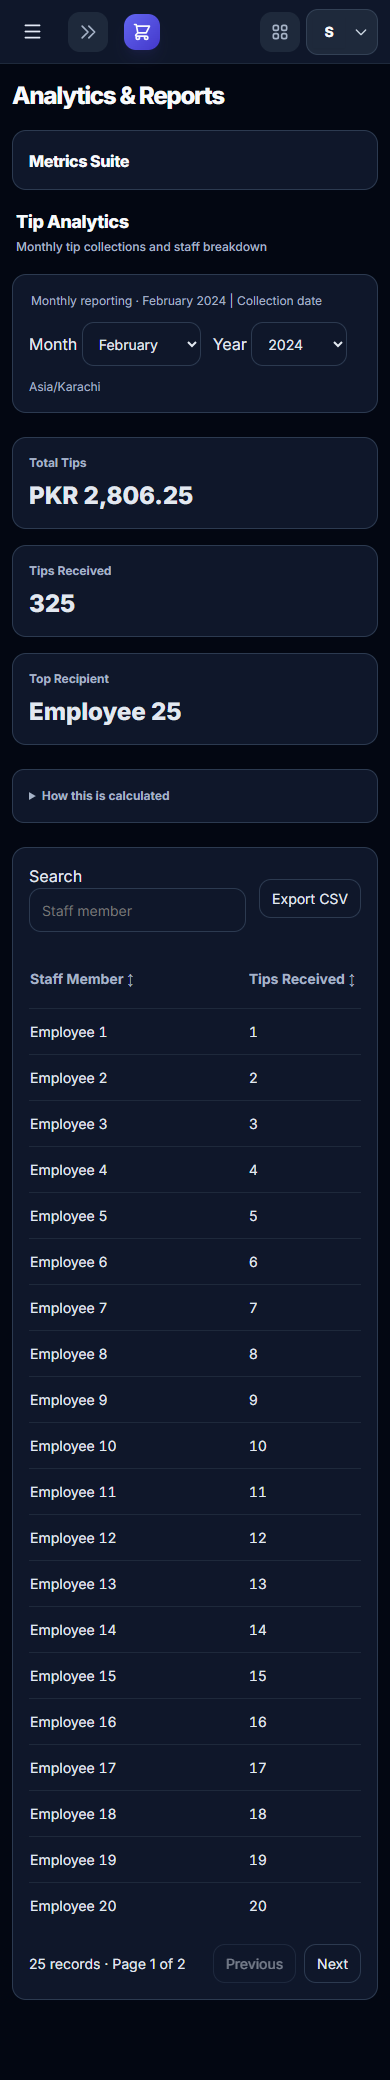 S
Analytics & Reports
Metrics Suite
Tip Analytics
Monthly tip collections and staff breakdown
Monthly reporting · February 2024 | Collection date
Month February Year 2024
Asia/Karachi
Total Tips
PKR 2,806.25
Tips Received
325
Top Recipient
Employee 25
How this is calculated
Search
Staff member Export CSV
Staff Member Tips Received
Employee 1 1
Employee 2 2
Employee 3 3
Employee 4 4
Employee 5 5
Employee 6 6
Employee 7 7
Employee 8 8
Employee 9 9
Employee 10 10
Employee 11 11
Employee 12 12
Employee 13 13
Employee 14 14
Employee 15 15
Employee 16 16
Employee 17 17
Employee 18 18
Employee 19 19
Employee 20 20
25 records · Page 1 of 2 Previous Next